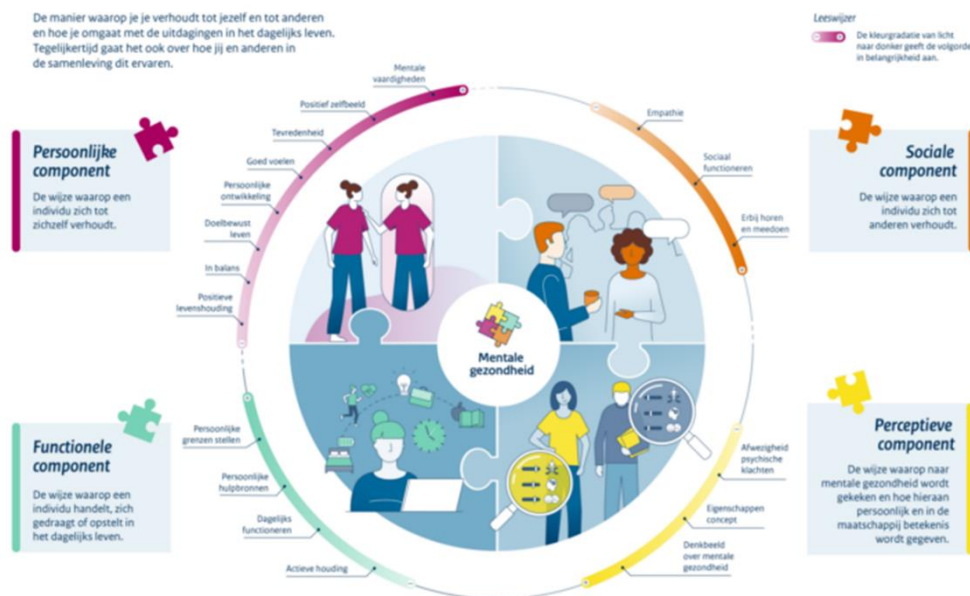 De manier waarop je je verhoudt tot jezelf en tot anderen
en hoe je omgaat met de uitdagingen in het dagelijks leven.
Tegelijkertijd gaat het ook over hoe jij en anderen in
de samenleving dit ervaren.
Leeswijzer
De kleurgradatie van licht
naar donker geeft de volgorde
in belangrijkheid aan.
Persoonlijke
component
De wijze waarop een
individu zich tot
zichzelf verhoudt.
Mentale
vaardigheden
Positief zelfbeeld
Tevredenheid
Goed voelen
Persoonlijke
ontwikkeling
Doelbewust
leven
In balans
Positieve
levenshouding
Empathie
Sociaal
functioneren
Erbij horen
en meedoen
Sociale
component
De wijze waarop een
individu zich tot
anderen verhoudt.
Mentale
gezondheid
Functionele
component
De wijze waarop een
individu handelt, zich
gedraagt of opstelt in
het dagelijks leven.
Persoonlijke
grenzen stellen
Persoonlijke
hulpbronnen
Dagelijks
functioneren
Actieve houding
Afwezigheid
psychische
klachten
Eigenschappen
concept
Denkbeeld
over mentale
gezondheid
Perceptieve
component
De wijze waarop naar
mentale gezondheid wordt
gekeken en hoe hieraan
persoonlijk en in de
maatschappij betekenis
wordt gegeven.